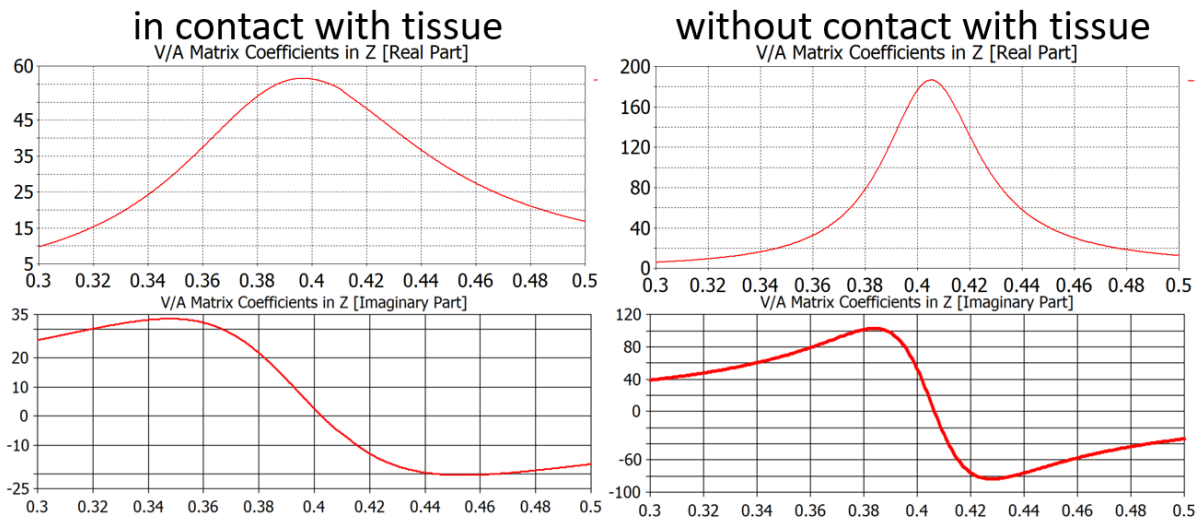 in contact with tissue
V/A Matrix Coefficients in Z [Real Part]
60
45
35
25
15
5
0.3 0.32 0.34 0.36 0.38 0.4 0.42 0.44 0.46 0.48 0.5
V/A Matrix Coefficients in Z [Imaginary Part]
35
20
10
0
-10
-25
0.3 0.32 0.34 0.36 0.38 0.4 0.42 0.44 0.46 0.48 0.5
without contact with tissue
V/A Matrix Coefficients in Z [Real Part]
200
160
120
80
40
0
0.3 0.32 0.34 0.36 0.38 0.4 0.42 0.44 0.46 0.48 0.5
V/A Matrix Coefficients in Z [Imaginary Part]
120
80
40
0
-60
-100
0.3 0.32 0.34 0.36 0.38 0.4 0.42 0.44 0.46 0.48 0.5